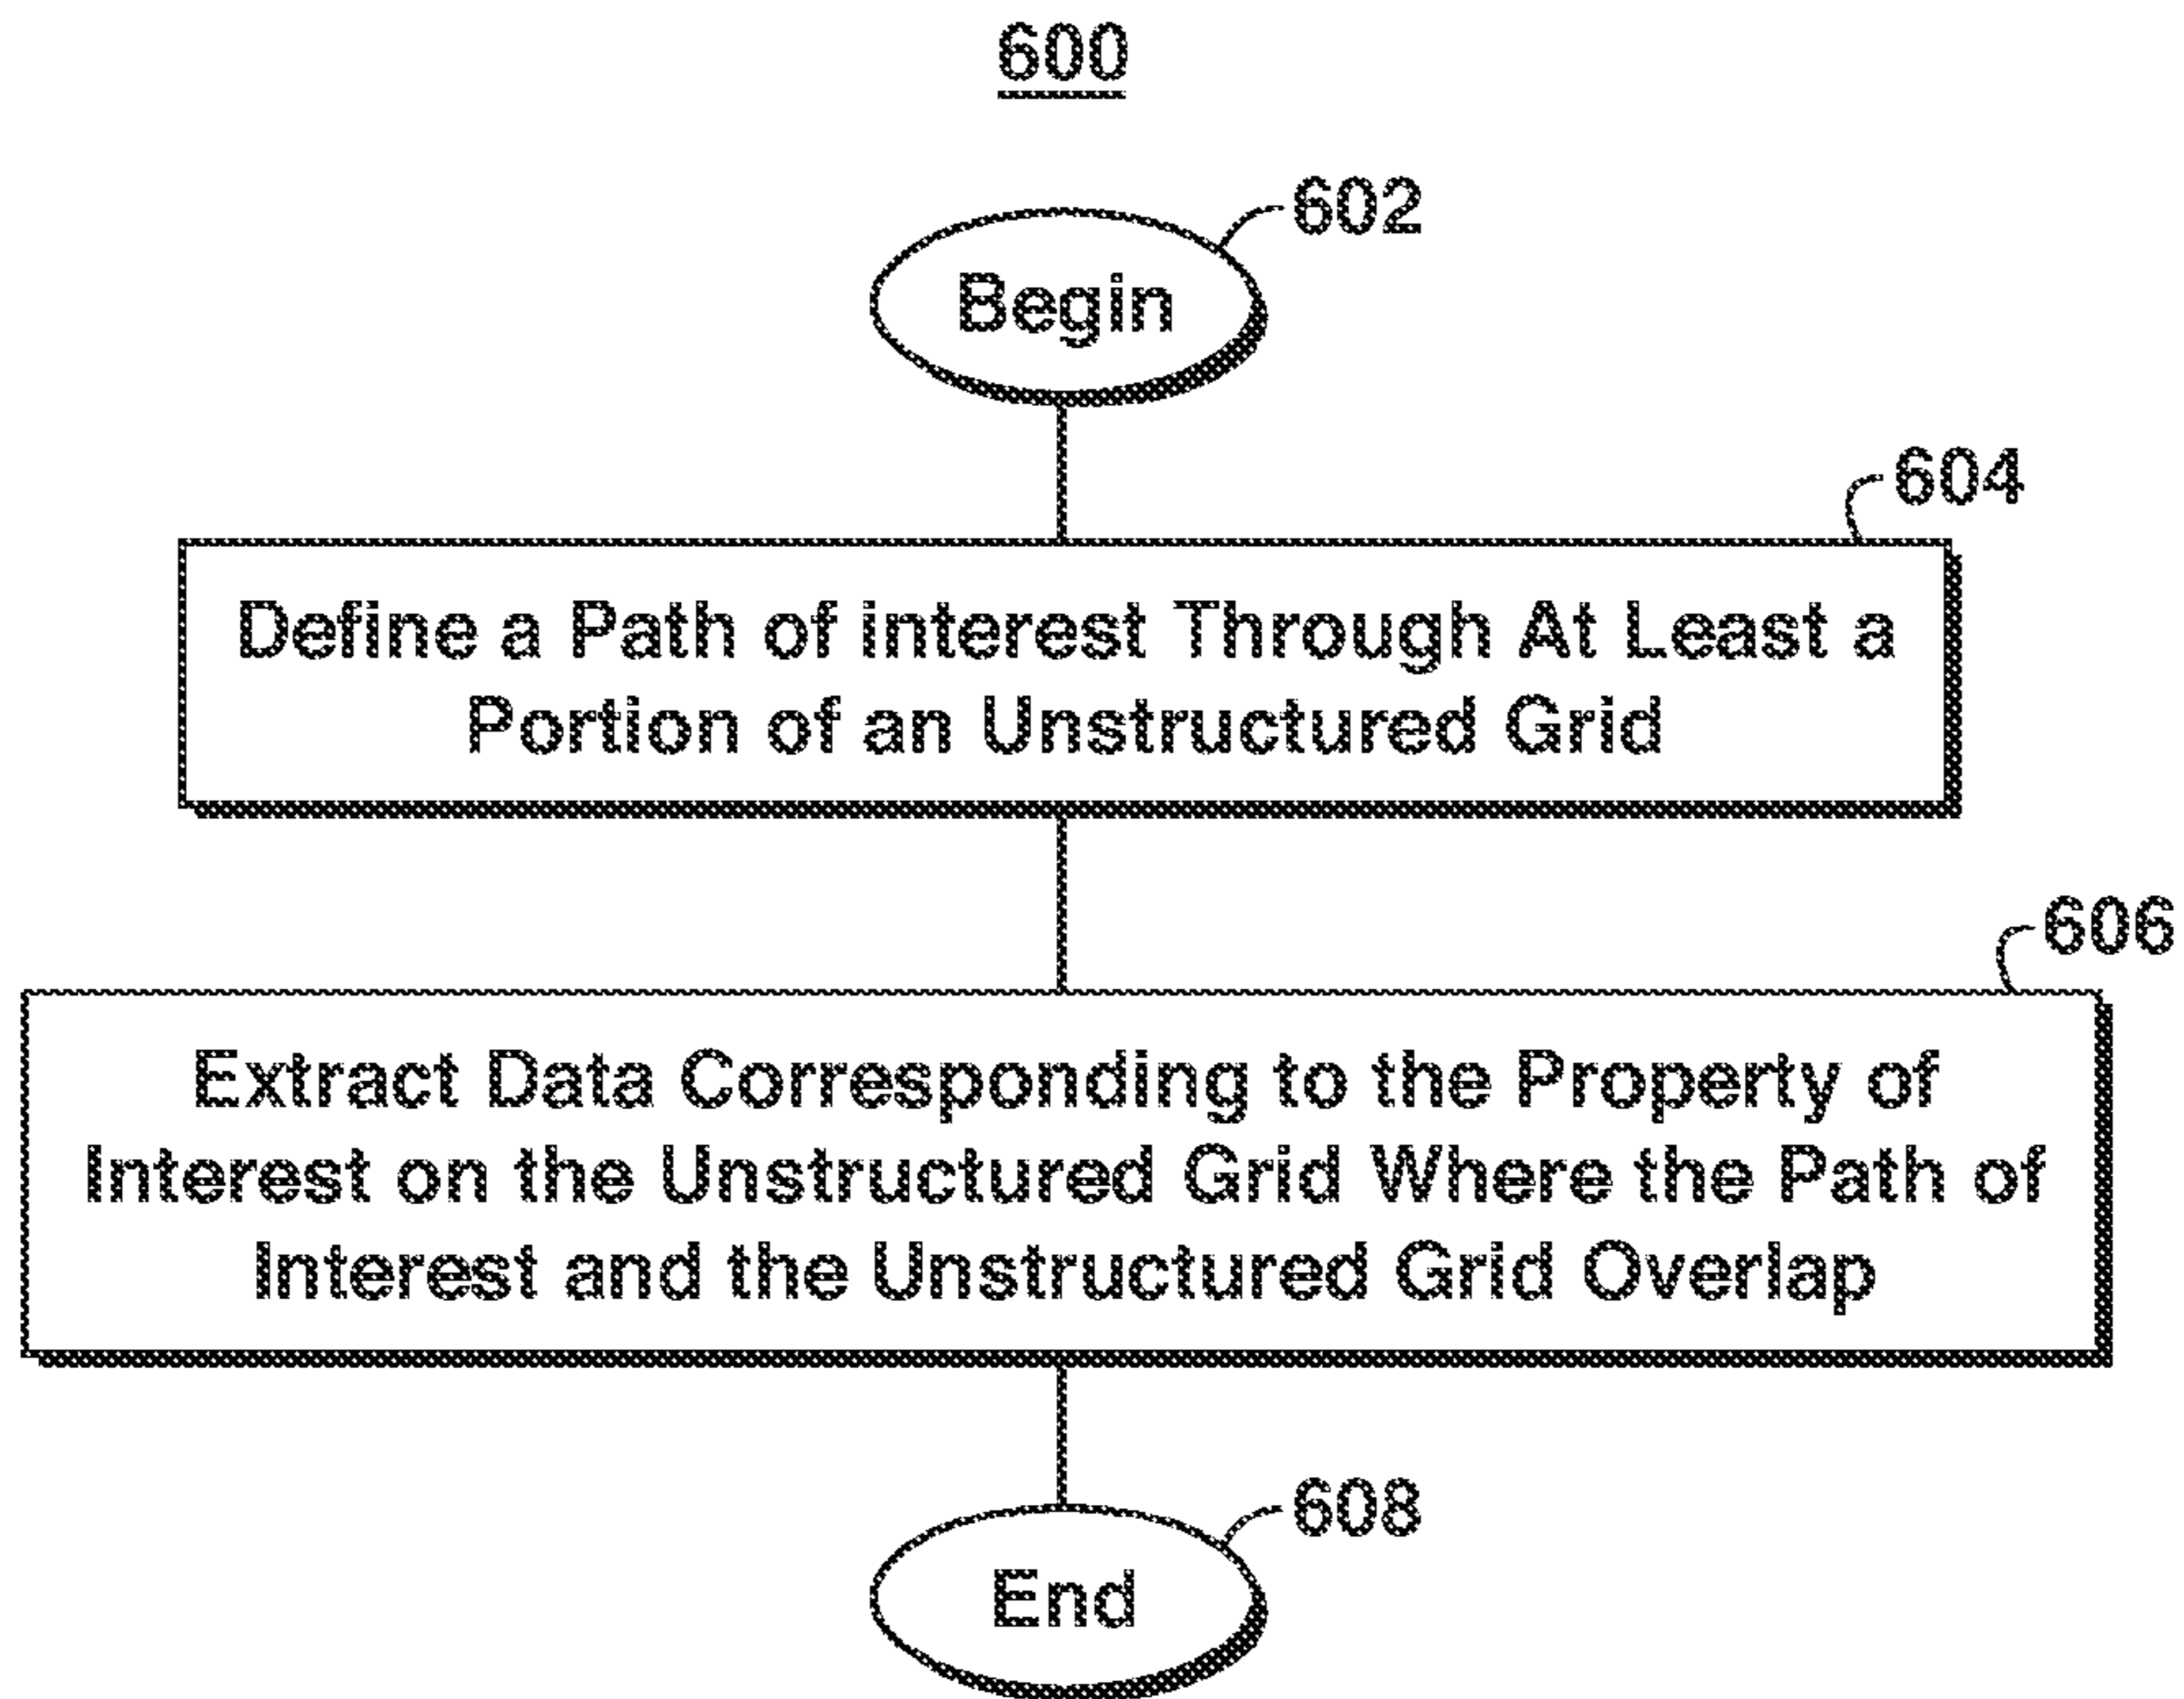 600
602
Begin
604
Define a Path of interest Through At Least a
Portion of an Unstructured Grid
606
Extract Data Corresponding to the Property of
Interest on the Unstructured Grid Where the Path of
Interest and the Unstructured Grid Overlap
608
End